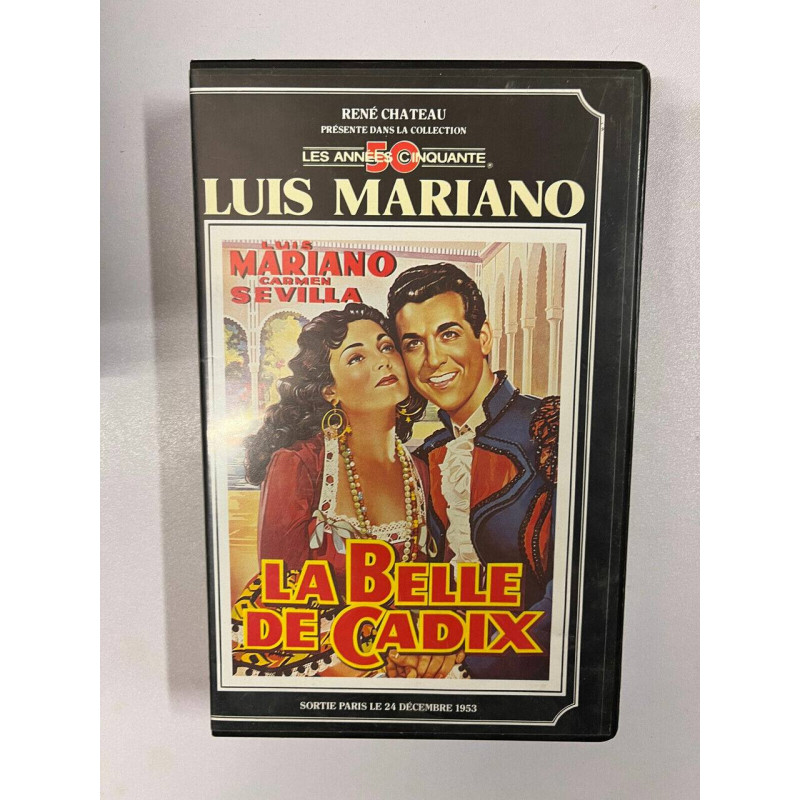 RENÉ CHATEAU
PRÉSENTE DANS LA COLLECTION
50
LES ANNÉES CINQUANTE
LUIS MARIANO
LUIS
MARIANO
CARMEN
SEVILLA
LA BELLE
DE CADIX
SORTIE PARIS LE 24 DÉCEMBRE 1953